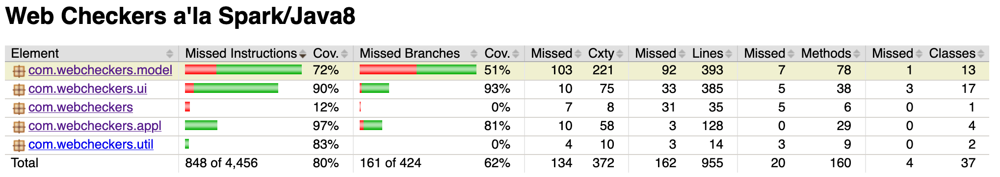 Web Checkers a'la Spark/Java8
Element Missed Instructions Cov. Missed Branches Cov. Missed Cxty Missed Lines Missed Methods Missed Classes
com.webcheckers.model 72% 51% 103 221 92 393 7 78 1 13
com.webcheckers.ui 90% 93% 10 75 33 385 5 38 3 17
com.webcheckers 12% 0% 7 8 31 35 5 6 0 1
com.webcheckers.appl 97% 81% 10 58 3 128 0 29 0 4
com.webcheckers.util 83% 0% 4 10 3 14 3 9 0 2
Total 848 of 4,456 80% 161 of 424 62% 134 372 162 955 20 160 4 37